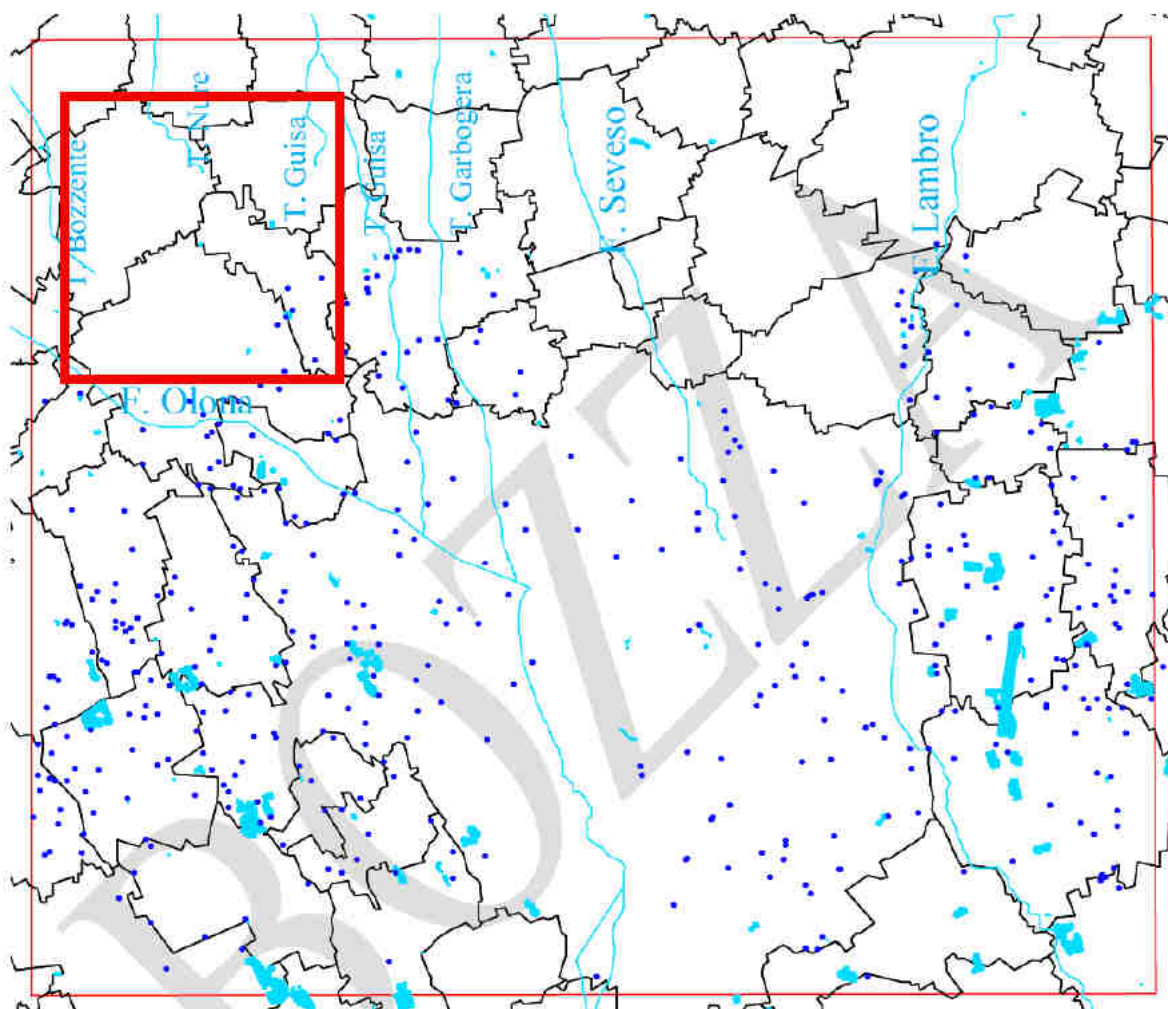 T. Bozzente
T. Nure
T. Guisa
T. Guisa
T. Garbogera
F. Seveso
F. Lambro
F. Olona
BOZZA